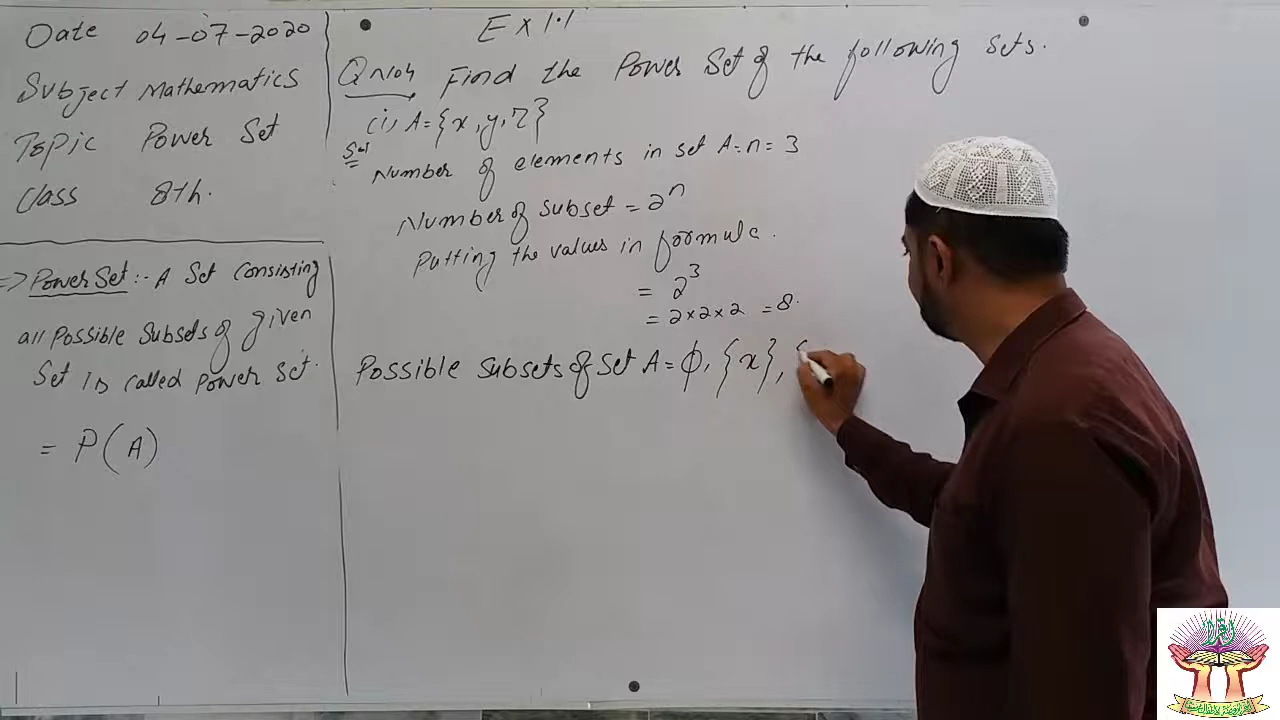 Date 04-07-2020
Subject Mathematics
Topic Power Set
Class 8th.
=> Power Set:- A Set Consisting
all Possible Subsets of given
Set is called Power Set.
= P(A)
Ex 1.1
Q No4 Find the Power Set of the following sets.
(i) A={x, y, z}
Sol
Number of elements in set A=n=3
Number of subset = 2ⁿ
Putting the values in formula.
= 2³
= 2×2×2 =8.
Possible Subsets of Set A= ϕ, {x}, {